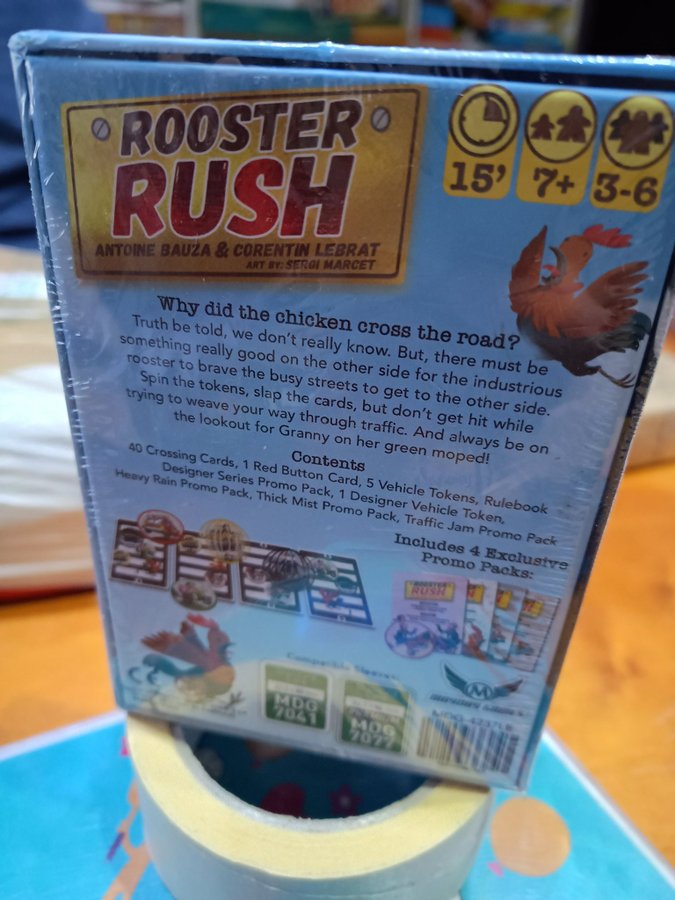 ROOSTER
RUSH
ANTOINE BAUZA & CORENTIN LEBRAT
ART BY: SERGI MARCET
15'
7+
3-6
Why did the chicken cross the road?
Truth be told, we don't really know. But, there must be
something really good on the other side for the industrious
rooster to brave the busy streets to get to the other side.
Spin the tokens, slap the cards, but don't get hit while
trying to weave your way through traffic. And always be on
the lookout for Granny on her green moped!
Contents
40 Crossing Cards, 1 Red Button Card, 5 Vehicle Tokens, Rulebook
Designer Series Promo Pack, 1 Designer Vehicle Token,
Heavy Rain Promo Pack, Thick Mist Promo Pack, Traffic Jam Promo Pack
Includes 4 Exclusive
Promo Packs:
ROOSTER
RUSH
CE
MDG
7041
MDG
7077